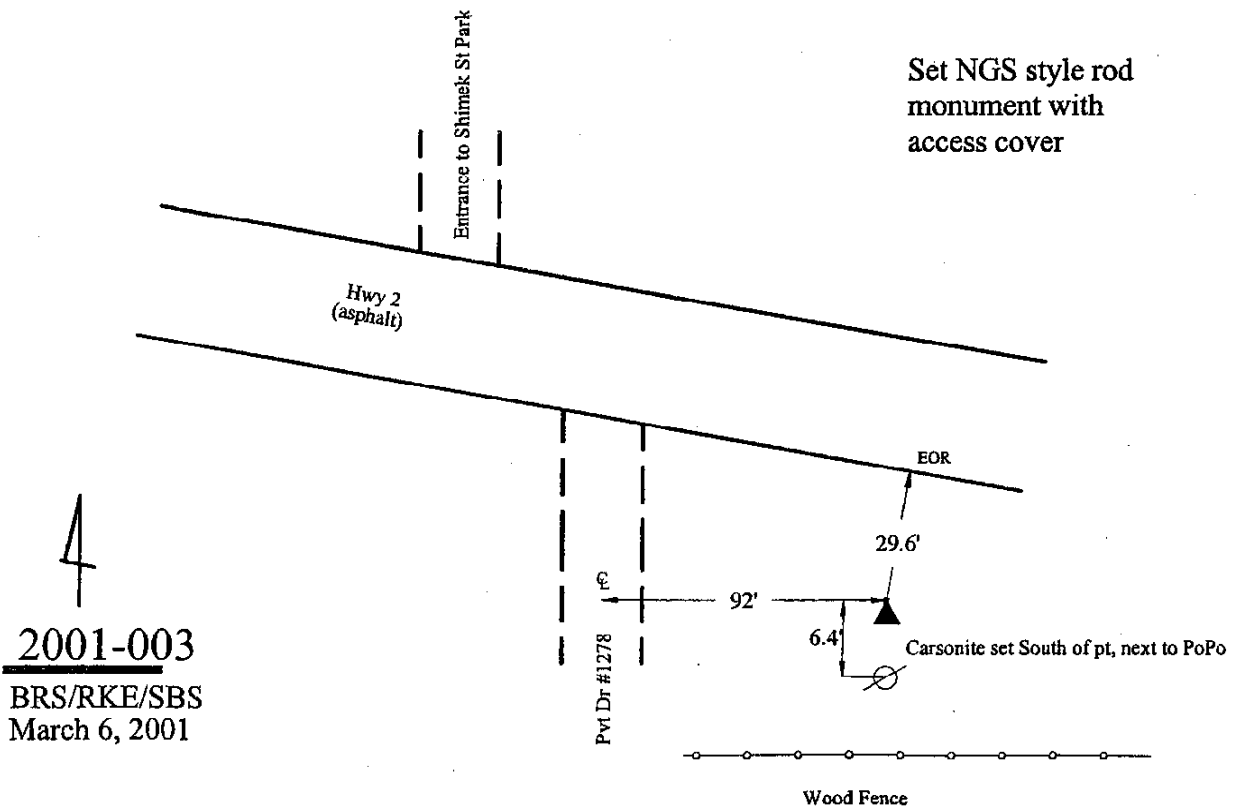 Entrance to Shimek St Park
Set NGS style rod
monument with
access cover
Hwy 2
(asphalt)
EOR
29.6'
℄
92'
6.4'
Carsonite set South of pt, next to PoPo
Pvt Dr #1278
2001-003
BRS/RKE/SBS
March 6, 2001
Wood Fence